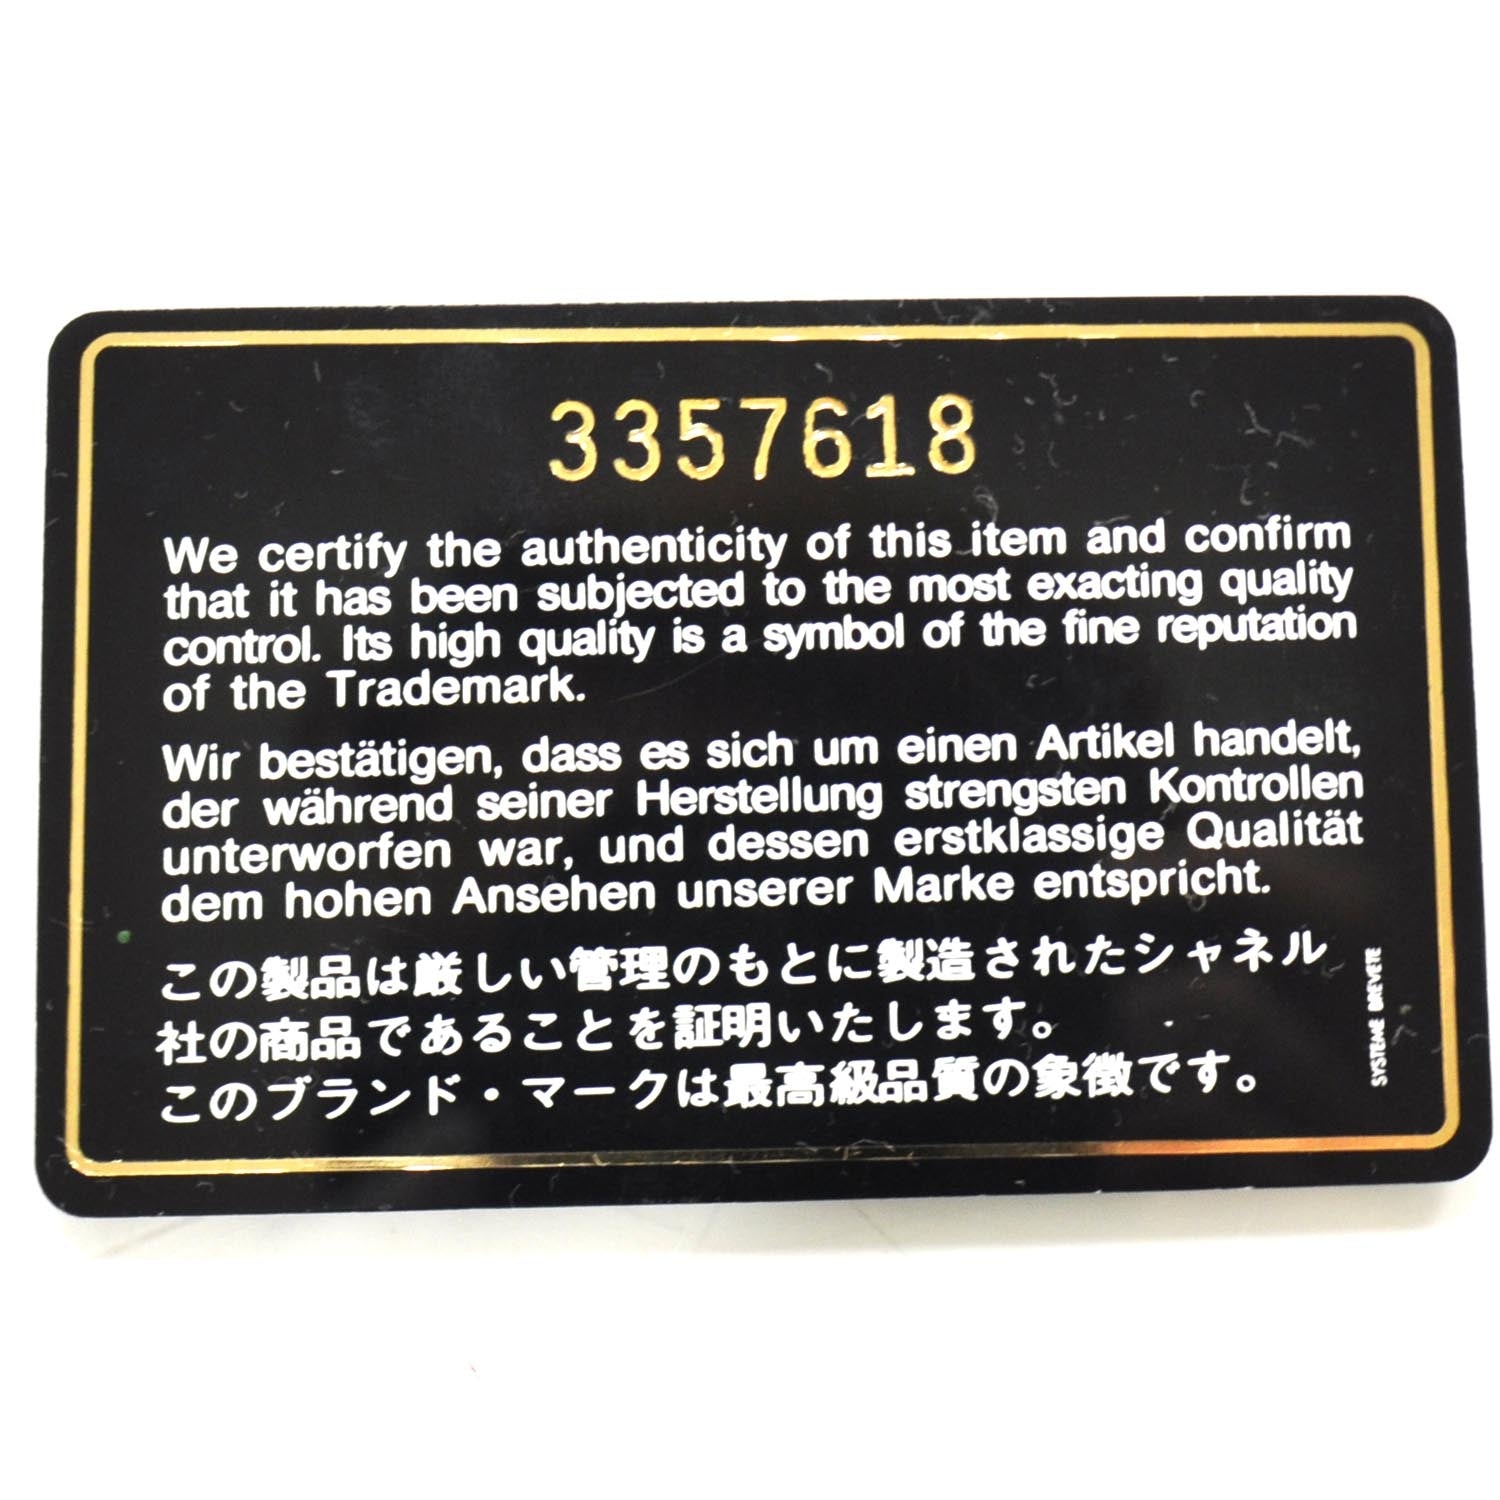 3357618
We certify the authenticity of this item and confirm
that it has been subjected to the most exacting quality
control. Its high quality is a symbol of the fine reputation
of the Trademark.
Wir bestätigen, dass es sich um einen Artikel handelt,
der während seiner Herstellung strengsten Kontrollen
unterworfen war, und dessen erstklassige Qualität
dem hohen Ansehen unserer Marke entspricht.
この製品は厳しい管理のもとに製造されたシャネル
社の商品であることを証明いたします。
このブランド・マークは最高級品質の象徴です。
SYSTEME BREVETE